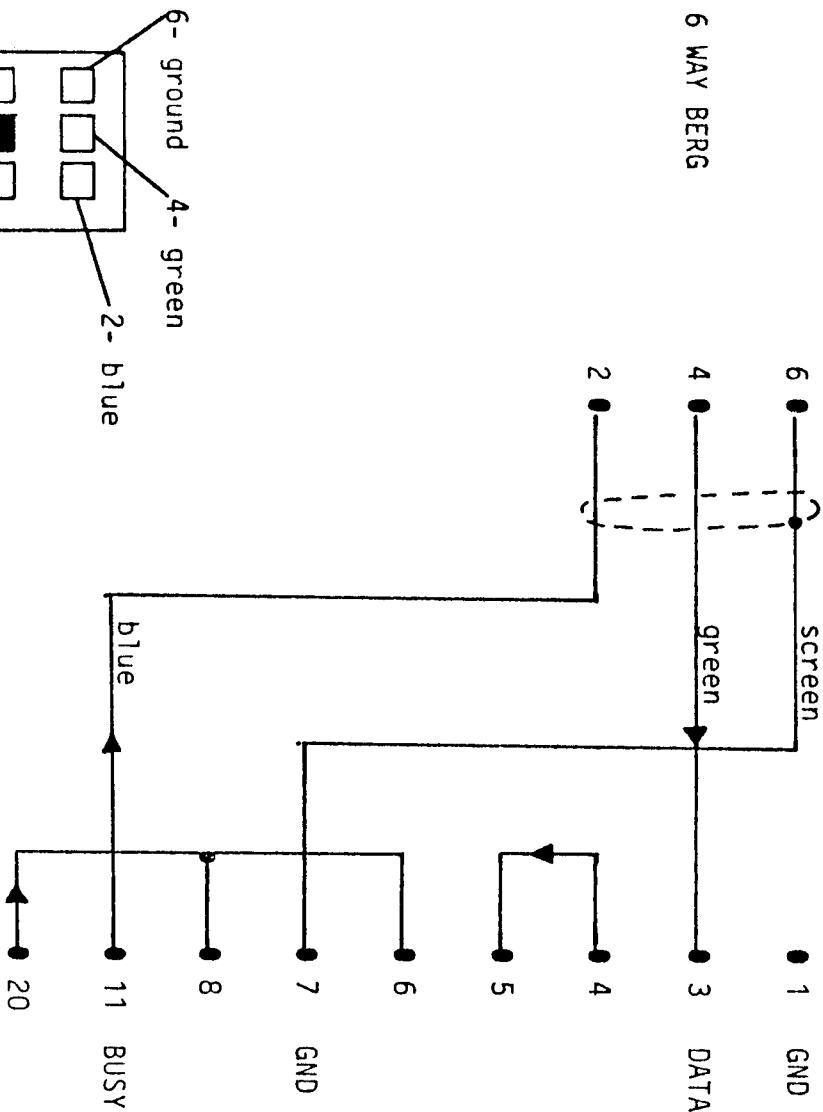 6 WAY BERG
6
4
2
screen
green
blue
1 GND
3 DATA
4
5
6
7 GND
8
11 BUSY
20
6- ground
4- green
2- blue